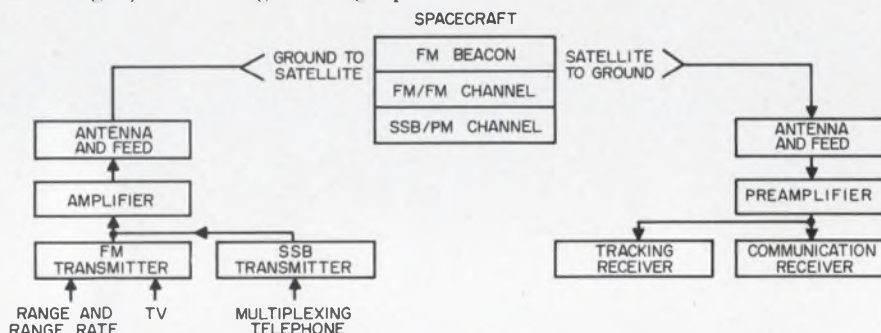 SPACECRAFT
GROUND TO
SATELLITE
FM BEACON
FM/FM CHANNEL
SSB/PM CHANNEL
SATELLITE
TO GROUND
ANTENNA
AND FEED
AMPLIFIER
FM
TRANSMITTER
SSB
TRANSMITTER
RANGE AND
RANGE RATE
TV
MULTIPLEXING
TELEPHONE
ANTENNA
AND FEED
PREAMPLIFIER
TRACKING
RECEIVER
COMMUNICATION
RECEIVER